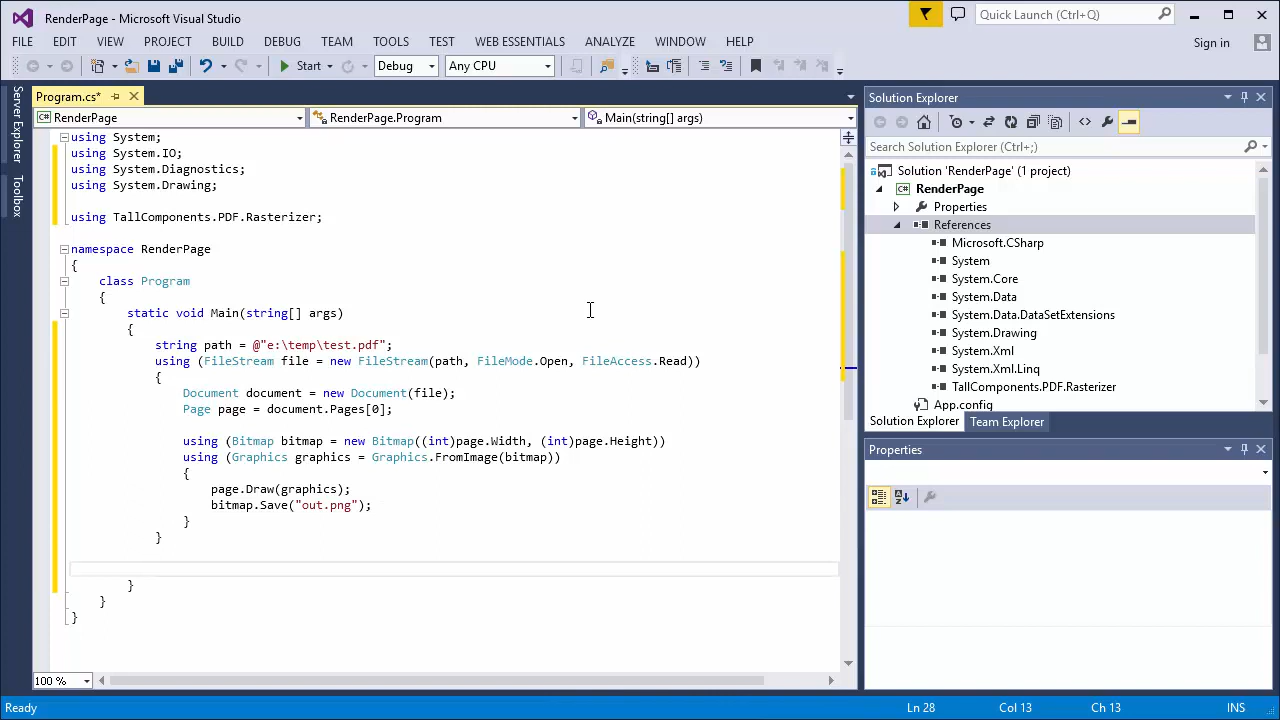 RenderPage - Microsoft Visual Studio
Quick Launch (Ctrl+Q)
FILE EDIT VIEW PROJECT BUILD DEBUG TEAM TOOLS TEST WEB ESSENTIALS ANALYZE WINDOW HELP
Sign in
Start Debug Any CPU
Server Explorer
Toolbox
Program.cs*
RenderPage RenderPage.Program Main(string[] args)
using System;
using System.IO;
using System.Diagnostics;
using System.Drawing;
using TallComponents.PDF.Rasterizer;
namespace RenderPage
{
class Program
{
static void Main(string[] args)
{
string path = @"e:\temp\test.pdf";
using (FileStream file = new FileStream(path, FileMode.Open, FileAccess.Read))
{
Document document = new Document(file);
Page page = document.Pages[0];
using (Bitmap bitmap = new Bitmap((int)page.Width, (int)page.Height))
using (Graphics graphics = Graphics.FromImage(bitmap))
{
page.Draw(graphics);
bitmap.Save("out.png");
}
}
}
}
}
100 %
Solution Explorer
Search Solution Explorer (Ctrl+;)
Solution 'RenderPage' (1 project)
C# RenderPage
Properties
References
Microsoft.CSharp
System
System.Core
System.Data
System.Data.DataSetExtensions
System.Drawing
System.Xml
System.Xml.Linq
TallComponents.PDF.Rasterizer
App.config
Solution Explorer Team Explorer
Properties
Ready Ln 28 Col 13 Ch 13 INS